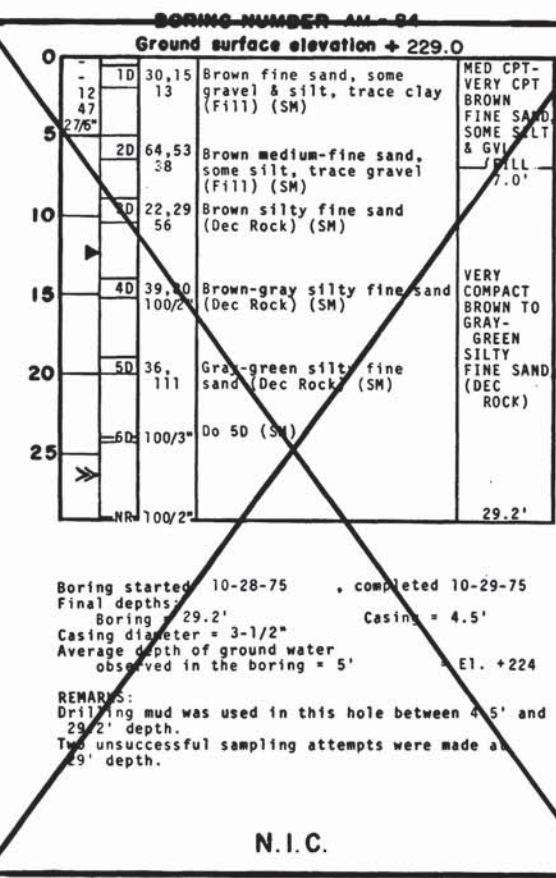 BORING NUMBER AM - 84
Ground surface elevation + 229.0
0
1D 30,15 Brown fine sand, some MED CPT-
12 13 gravel & silt, trace clay VERY CPT
47 (Fill) (SM) BROWN
27/6" FINE SAND,
5 SOME SILT
2D 64,53 Brown medium-fine sand, & GVL
38 some silt, trace gravel (FILL
(Fill) (SM) 7.0'
10 3D 22,29 Brown silty fine sand
56 (Dec Rock) (SM)
VERY
15 4D 39,80 Brown-gray silty fine sand COMPACT
100/2" (Dec Rock) (SM) BROWN TO
GRAY-
GREEN
SILTY
20 5D 36, Gray-green silty fine FINE SAND
111 sand (Dec Rock) (SM) (DEC
ROCK)
6D 100/3" Do 5D (SM)
25
NR 100/2" 29.2'
Boring started 10-28-75 , completed 10-29-75
Final depths:
Boring = 29.2' Casing = 4.5'
Casing diameter = 3-1/2"
Average depth of ground water
observed in the boring = 5' = El. +224
REMARKS:
Drilling mud was used in this hole between 4.5' and
29.2' depth.
Two unsuccessful sampling attempts were made at
29' depth.
N.I.C.